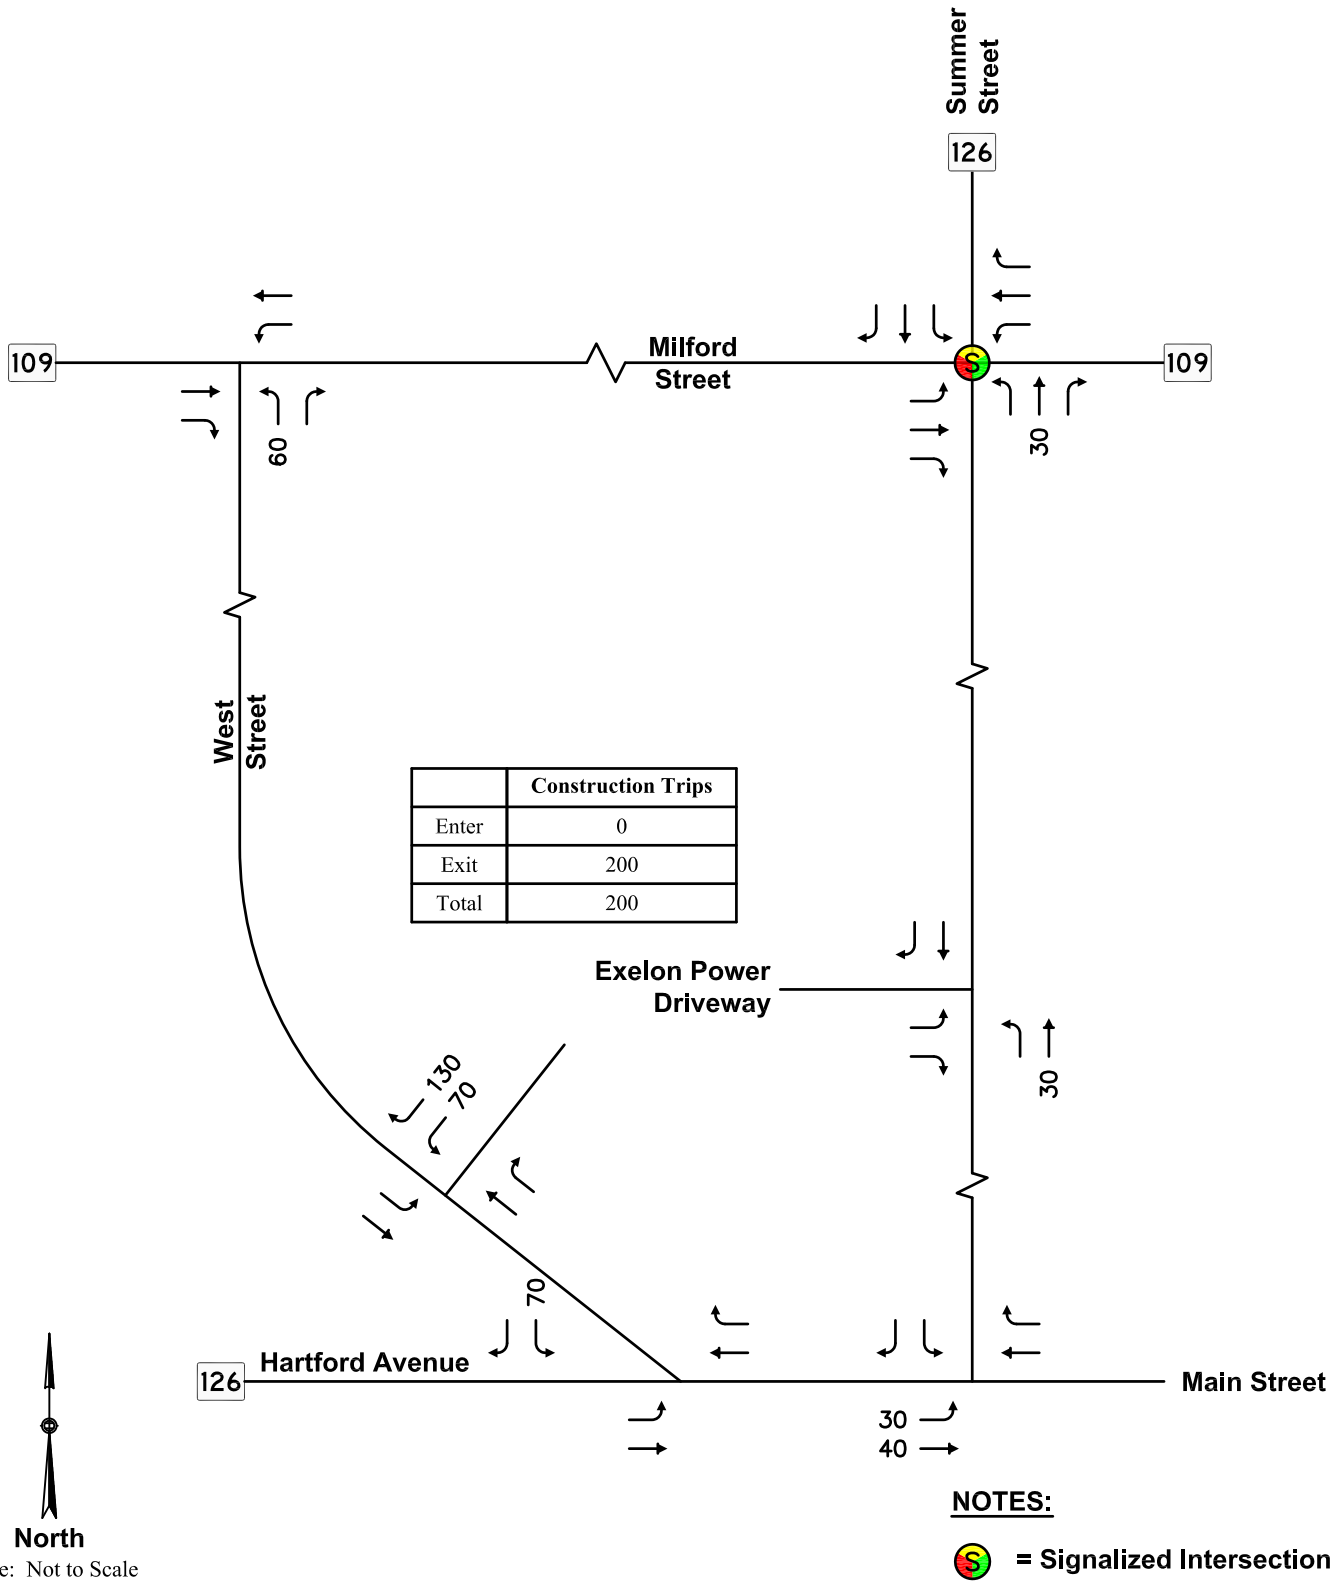 Summer
Street
126
109
Milford
Street
S
109
60
30
West
Street
Construction Trips
Enter 0
Exit 200
Total 200
Exelon Power
Driveway
30
130
70
70
126
Hartford Avenue
Main Street
30
40
North
e: Not to Scale
NOTES:
S = Signalized Intersection